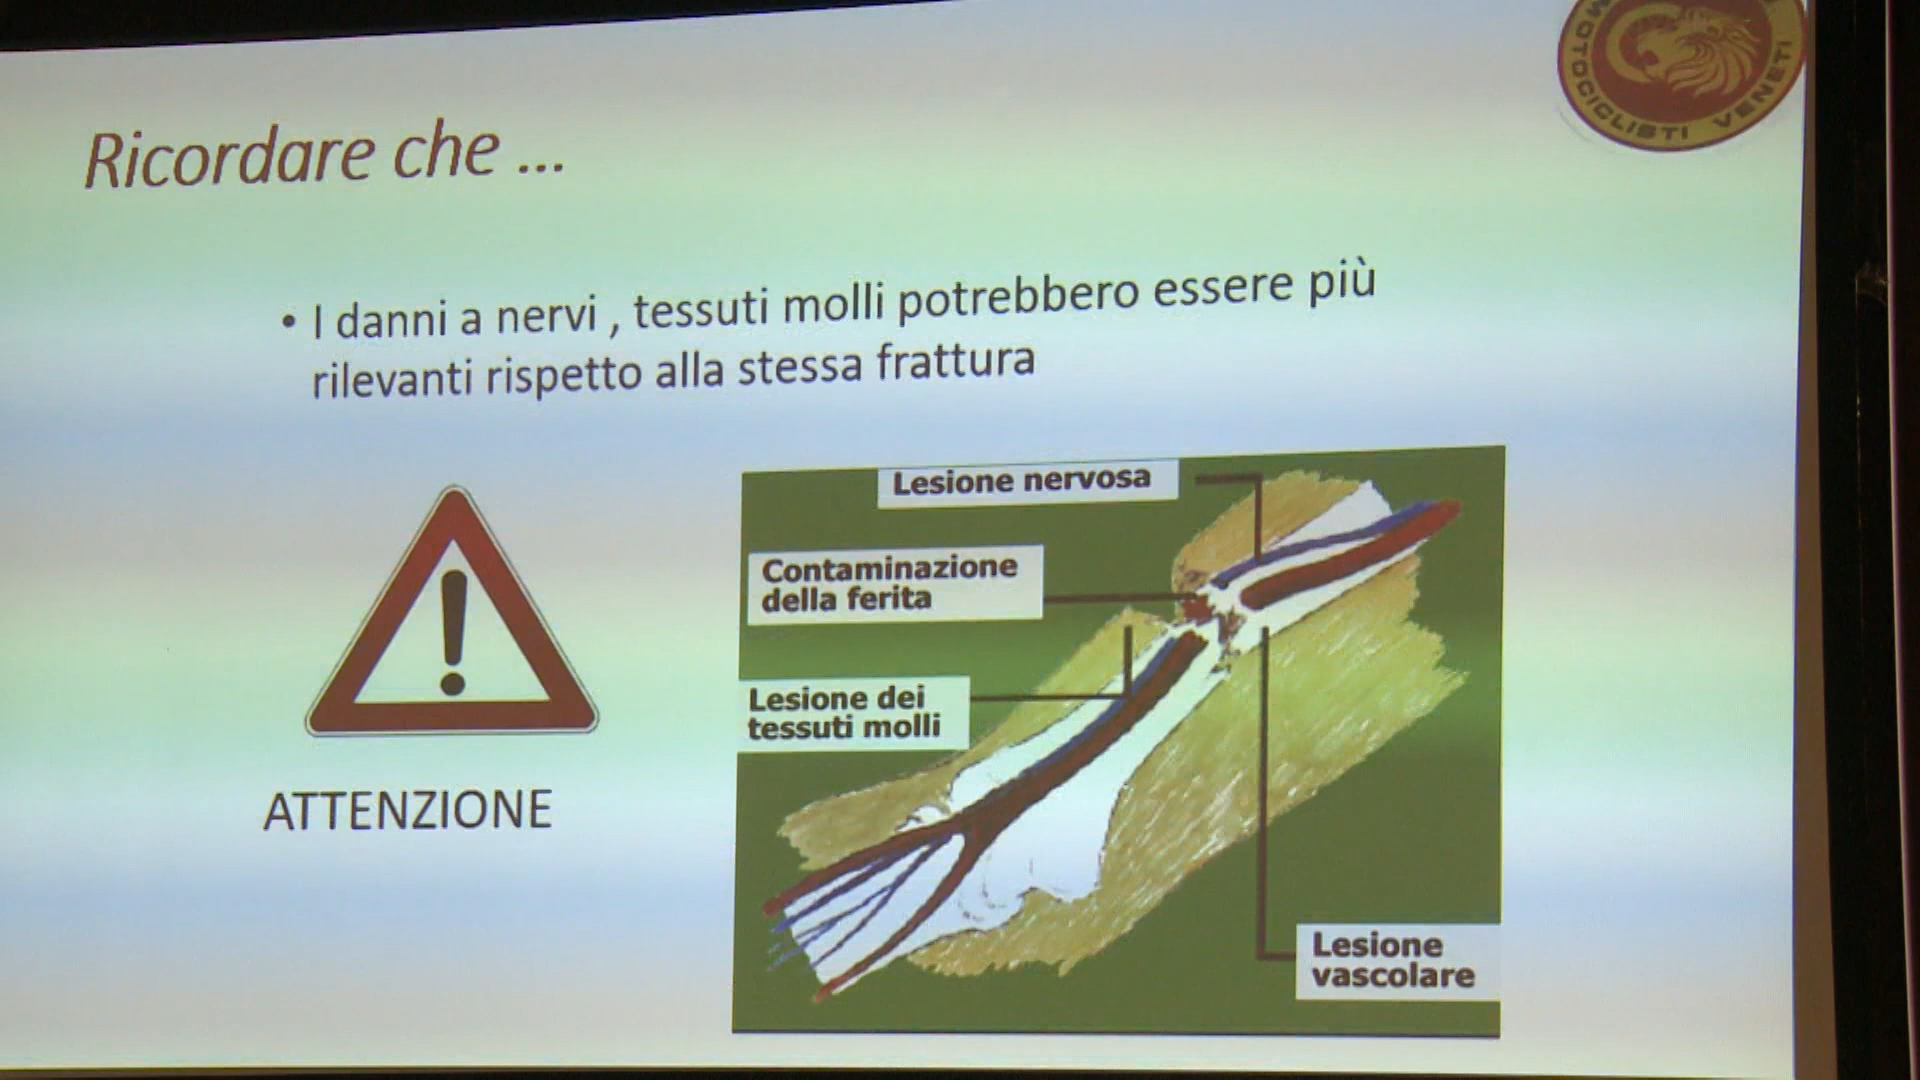 MOTOCICLISTI VENETI
Ricordare che ...
• I danni a nervi , tessuti molli potrebbero essere più
rilevanti rispetto alla stessa frattura
ATTENZIONE
Lesione nervosa
Contaminazione
della ferita
Lesione dei
tessuti molli
Lesione
vascolare